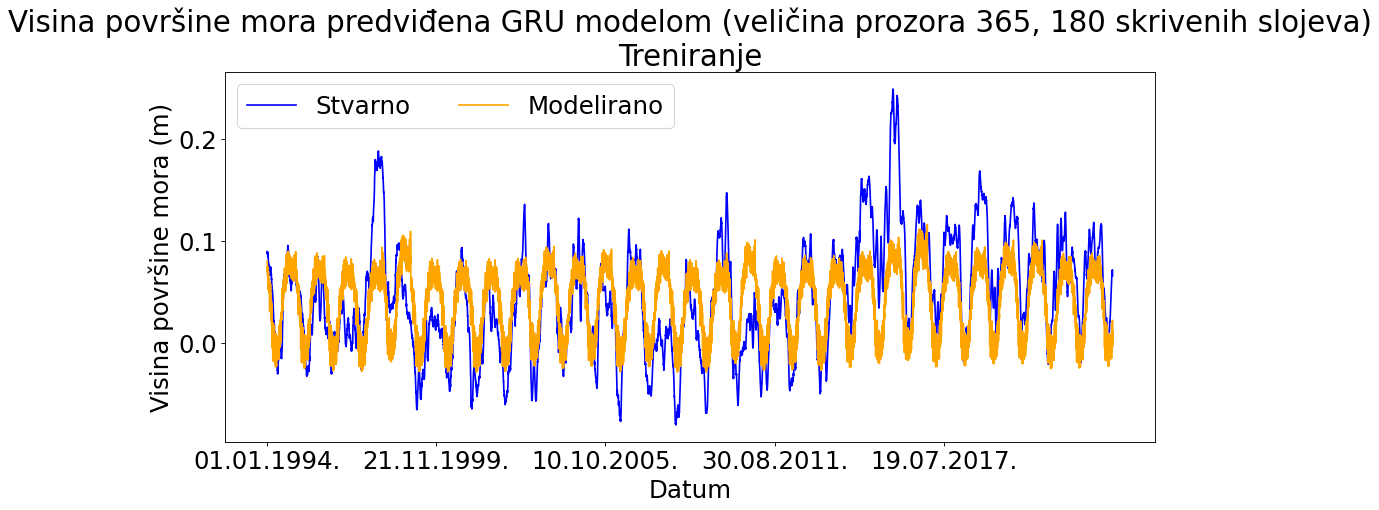 Visina površine mora predviđena GRU modelom (veličina prozora 365, 180 skrivenih slojeva)
Treniranje
Stvarno
Modelirano
Visina površine mora (m)
0.2
0.1
0.0
01.01.1994.
21.11.1999.
10.10.2005.
30.08.2011.
19.07.2017.
Datum